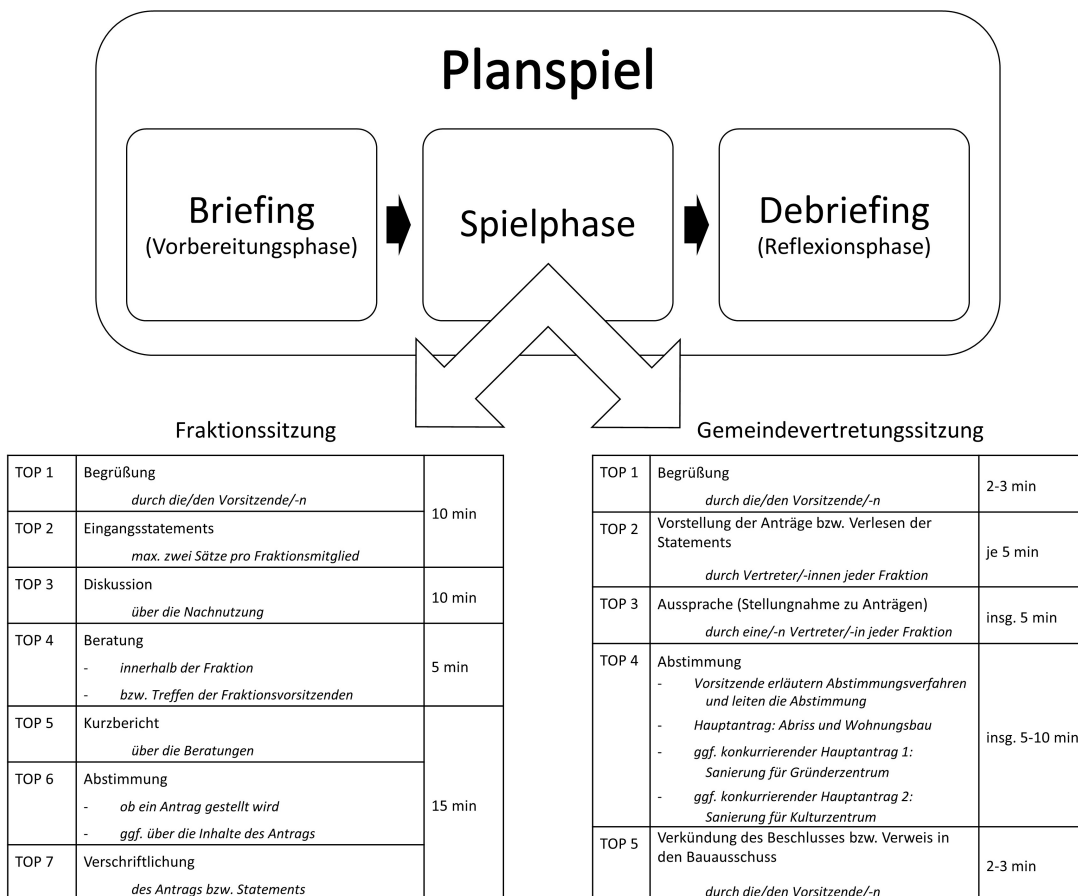 Planspiel
Briefing
(Vorbereitungsphase)
Spielphase
Debriefing
(Reflexionsphase)
Fraktionssitzung
TOP 1 Begrüßung
durch die/den Vorsitzende/-n
10 min
TOP 2 Eingangsstatements
max. zwei Sätze pro Fraktionsmitglied
TOP 3 Diskussion
über die Nachnutzung
10 min
TOP 4 Beratung
- innerhalb der Fraktion
- bzw. Treffen der Fraktionsvorsitzenden
5 min
TOP 5 Kurzbericht
über die Beratungen
TOP 6 Abstimmung
- ob ein Antrag gestellt wird
- ggf. über die Inhalte des Antrags
15 min
TOP 7 Verschriftlichung
des Antrags bzw. Statements
Gemeindevertretungssitzung
TOP 1 Begrüßung
durch die/den Vorsitzende/-n
2-3 min
TOP 2 Vorstellung der Anträge bzw. Verlesen der
Statements
durch Vertreter/-innen jeder Fraktion
je 5 min
TOP 3 Aussprache (Stellungnahme zu Anträgen)
durch eine/-n Vertreter/-in jeder Fraktion
insg. 5 min
TOP 4 Abstimmung
- Vorsitzende erläutern Abstimmungsverfahren
und leiten die Abstimmung
- Hauptantrag: Abriss und Wohnungsbau
- ggf. konkurrierender Hauptantrag 1:
Sanierung für Gründerzentrum
- ggf. konkurrierender Hauptantrag 2:
Sanierung für Kulturzentrum
insg. 5-10 min
TOP 5 Verkündung des Beschlusses bzw. Verweis in
den Bauausschuss
durch die/den Vorsitzende/-n
2-3 min